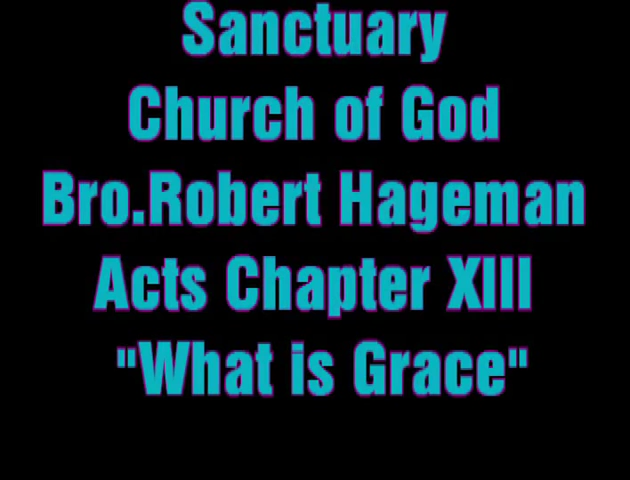 Sanctuary
Church of God
Bro.Robert Hageman
Acts Chapter XIII
"What is Grace"